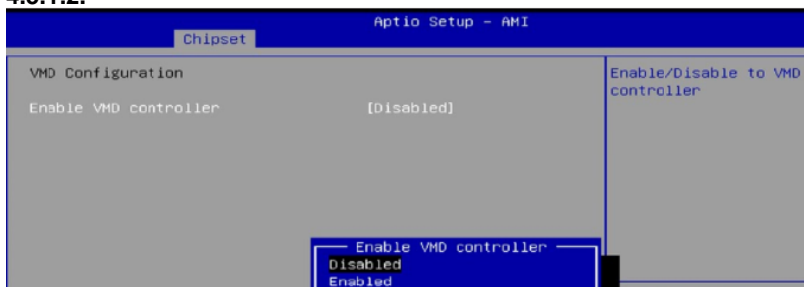 4.3.1.2.
Aptio Setup - AMI
Chipset
VMD Configuration
Enable VMD controller [Disabled]
Enable/Disable to VMD
controller
Enable VMD controller
Disabled
Enabled